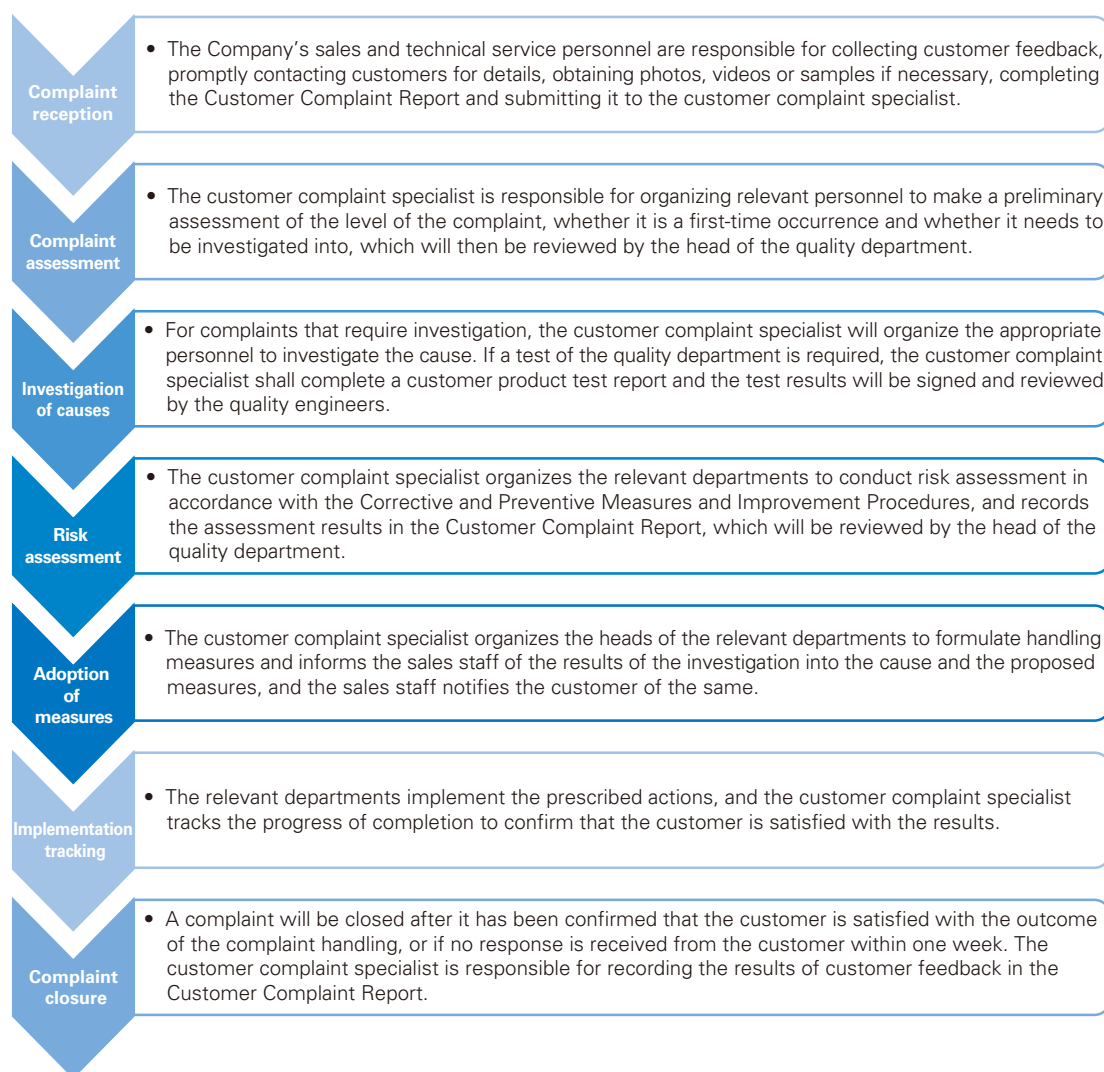 Complaint
reception
• The Company's sales and technical service personnel are responsible for collecting customer feedback,
promptly contacting customers for details, obtaining photos, videos or samples if necessary, completing
the Customer Complaint Report and submitting it to the customer complaint specialist.
Complaint
assessment
• The customer complaint specialist is responsible for organizing relevant personnel to make a preliminary
assessment of the level of the complaint, whether it is a first-time occurrence and whether it needs to
be investigated into, which will then be reviewed by the head of the quality department.
Investigation
of causes
• For complaints that require investigation, the customer complaint specialist will organize the appropriate
personnel to investigate the cause. If a test of the quality department is required, the customer complaint
specialist shall complete a customer product test report and the test results will be signed and reviewed
by the quality engineers.
Risk
assessment
• The customer complaint specialist organizes the relevant departments to conduct risk assessment in
accordance with the Corrective and Preventive Measures and Improvement Procedures, and records
the assessment results in the Customer Complaint Report, which will be reviewed by the head of the
quality department.
Adoption
of
measures
• The customer complaint specialist organizes the heads of the relevant departments to formulate handling
measures and informs the sales staff of the results of the investigation into the cause and the proposed
measures, and the sales staff notifies the customer of the same.
Implementation
tracking
• The relevant departments implement the prescribed actions, and the customer complaint specialist
tracks the progress of completion to confirm that the customer is satisfied with the results.
Complaint
closure
• A complaint will be closed after it has been confirmed that the customer is satisfied with the outcome
of the complaint handling, or if no response is received from the customer within one week. The
customer complaint specialist is responsible for recording the results of customer feedback in the
Customer Complaint Report.